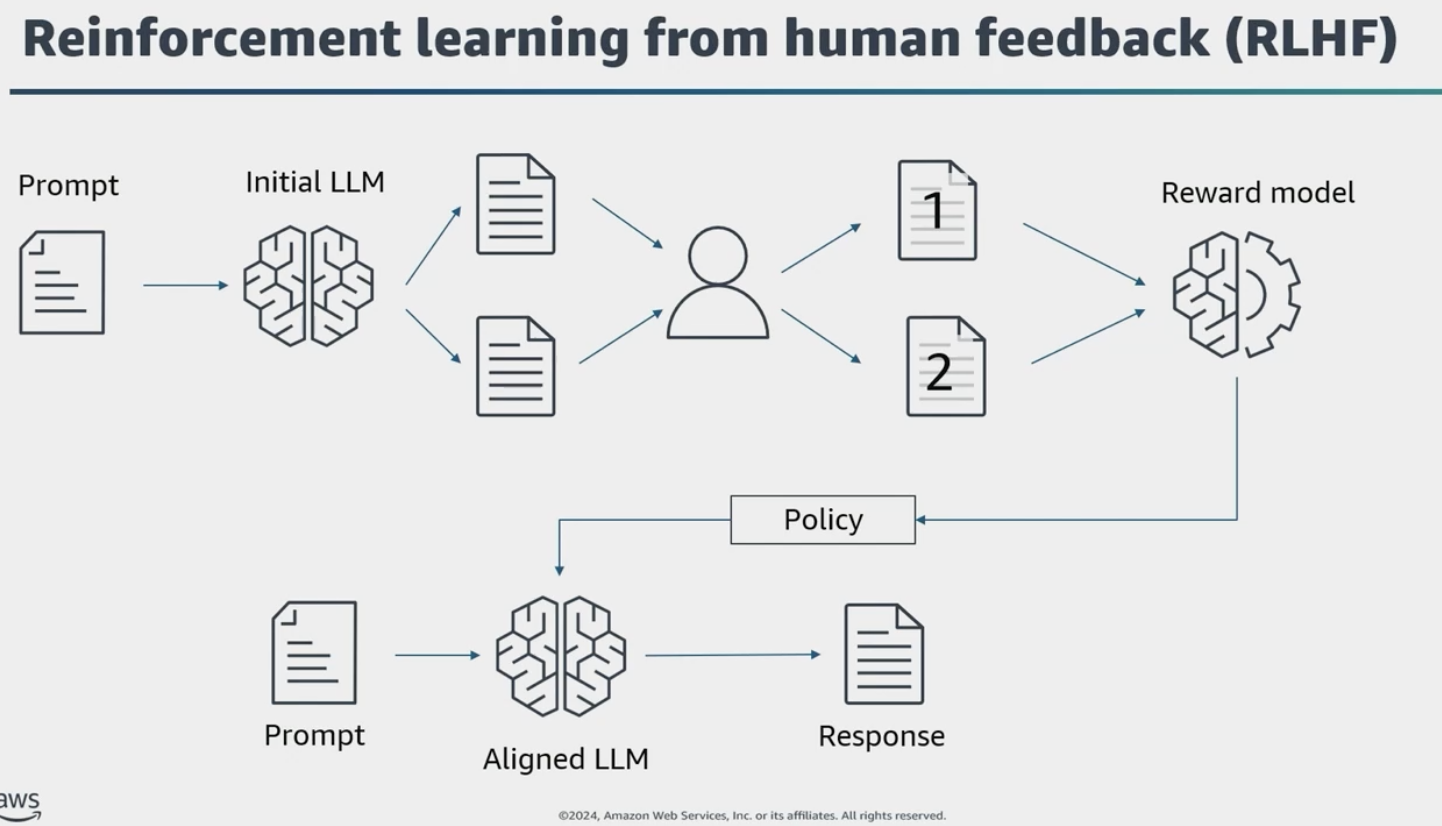 Reinforcement learning from human feedback (RLHF)
Prompt
Initial LLM
1
2
Reward model
Policy
Prompt
Aligned LLM
Response
aws
©2024, Amazon Web Services, Inc. or its affiliates. All rights reserved.